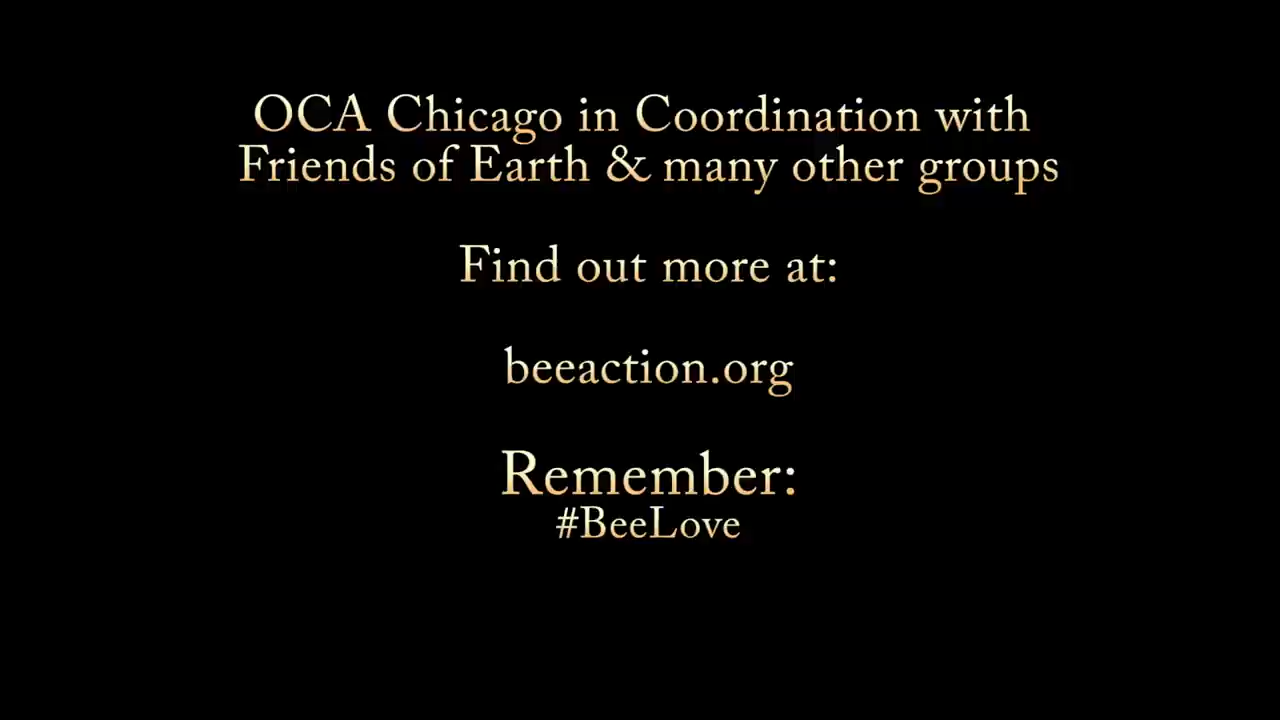 OCA Chicago in Coordination with
Friends of Earth & many other groups
Find out more at:
beeaction.org
Remember:
#BeeLove